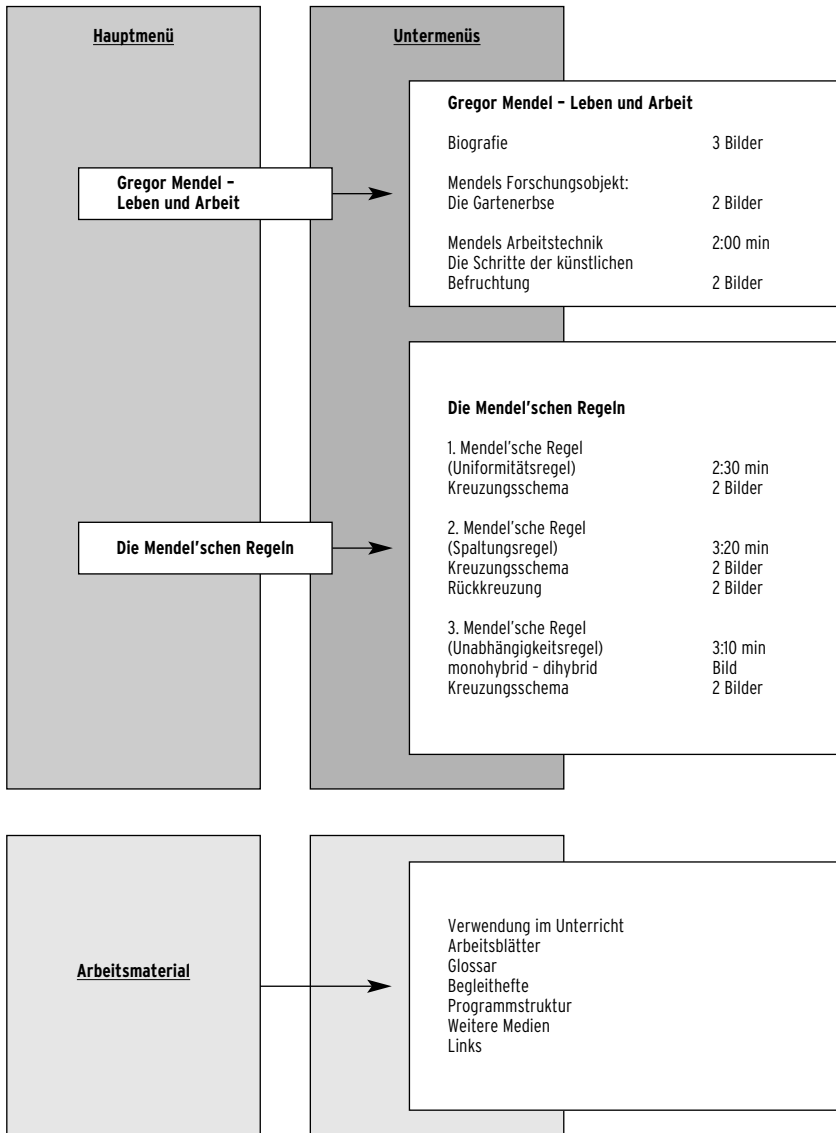 Hauptmenü
Untermenüs
Gregor Mendel –
Leben und Arbeit
Gregor Mendel – Leben und Arbeit
Biografie 3 Bilder
Mendels Forschungsobjekt:
Die Gartenerbse 2 Bilder
Mendels Arbeitstechnik 2:00 min
Die Schritte der künstlichen
Befruchtung 2 Bilder
Die Mendel'schen Regeln
Die Mendel'schen Regeln
1. Mendel'sche Regel
(Uniformitätsregel) 2:30 min
Kreuzungsschema 2 Bilder
2. Mendel'sche Regel
(Spaltungsregel) 3:20 min
Kreuzungsschema 2 Bilder
Rückkreuzung 2 Bilder
3. Mendel'sche Regel
(Unabhängigkeitsregel) 3:10 min
monohybrid – dihybrid Bild
Kreuzungsschema 2 Bilder
Arbeitsmaterial
Verwendung im Unterricht
Arbeitsblätter
Glossar
Begleithefte
Programmstruktur
Weitere Medien
Links